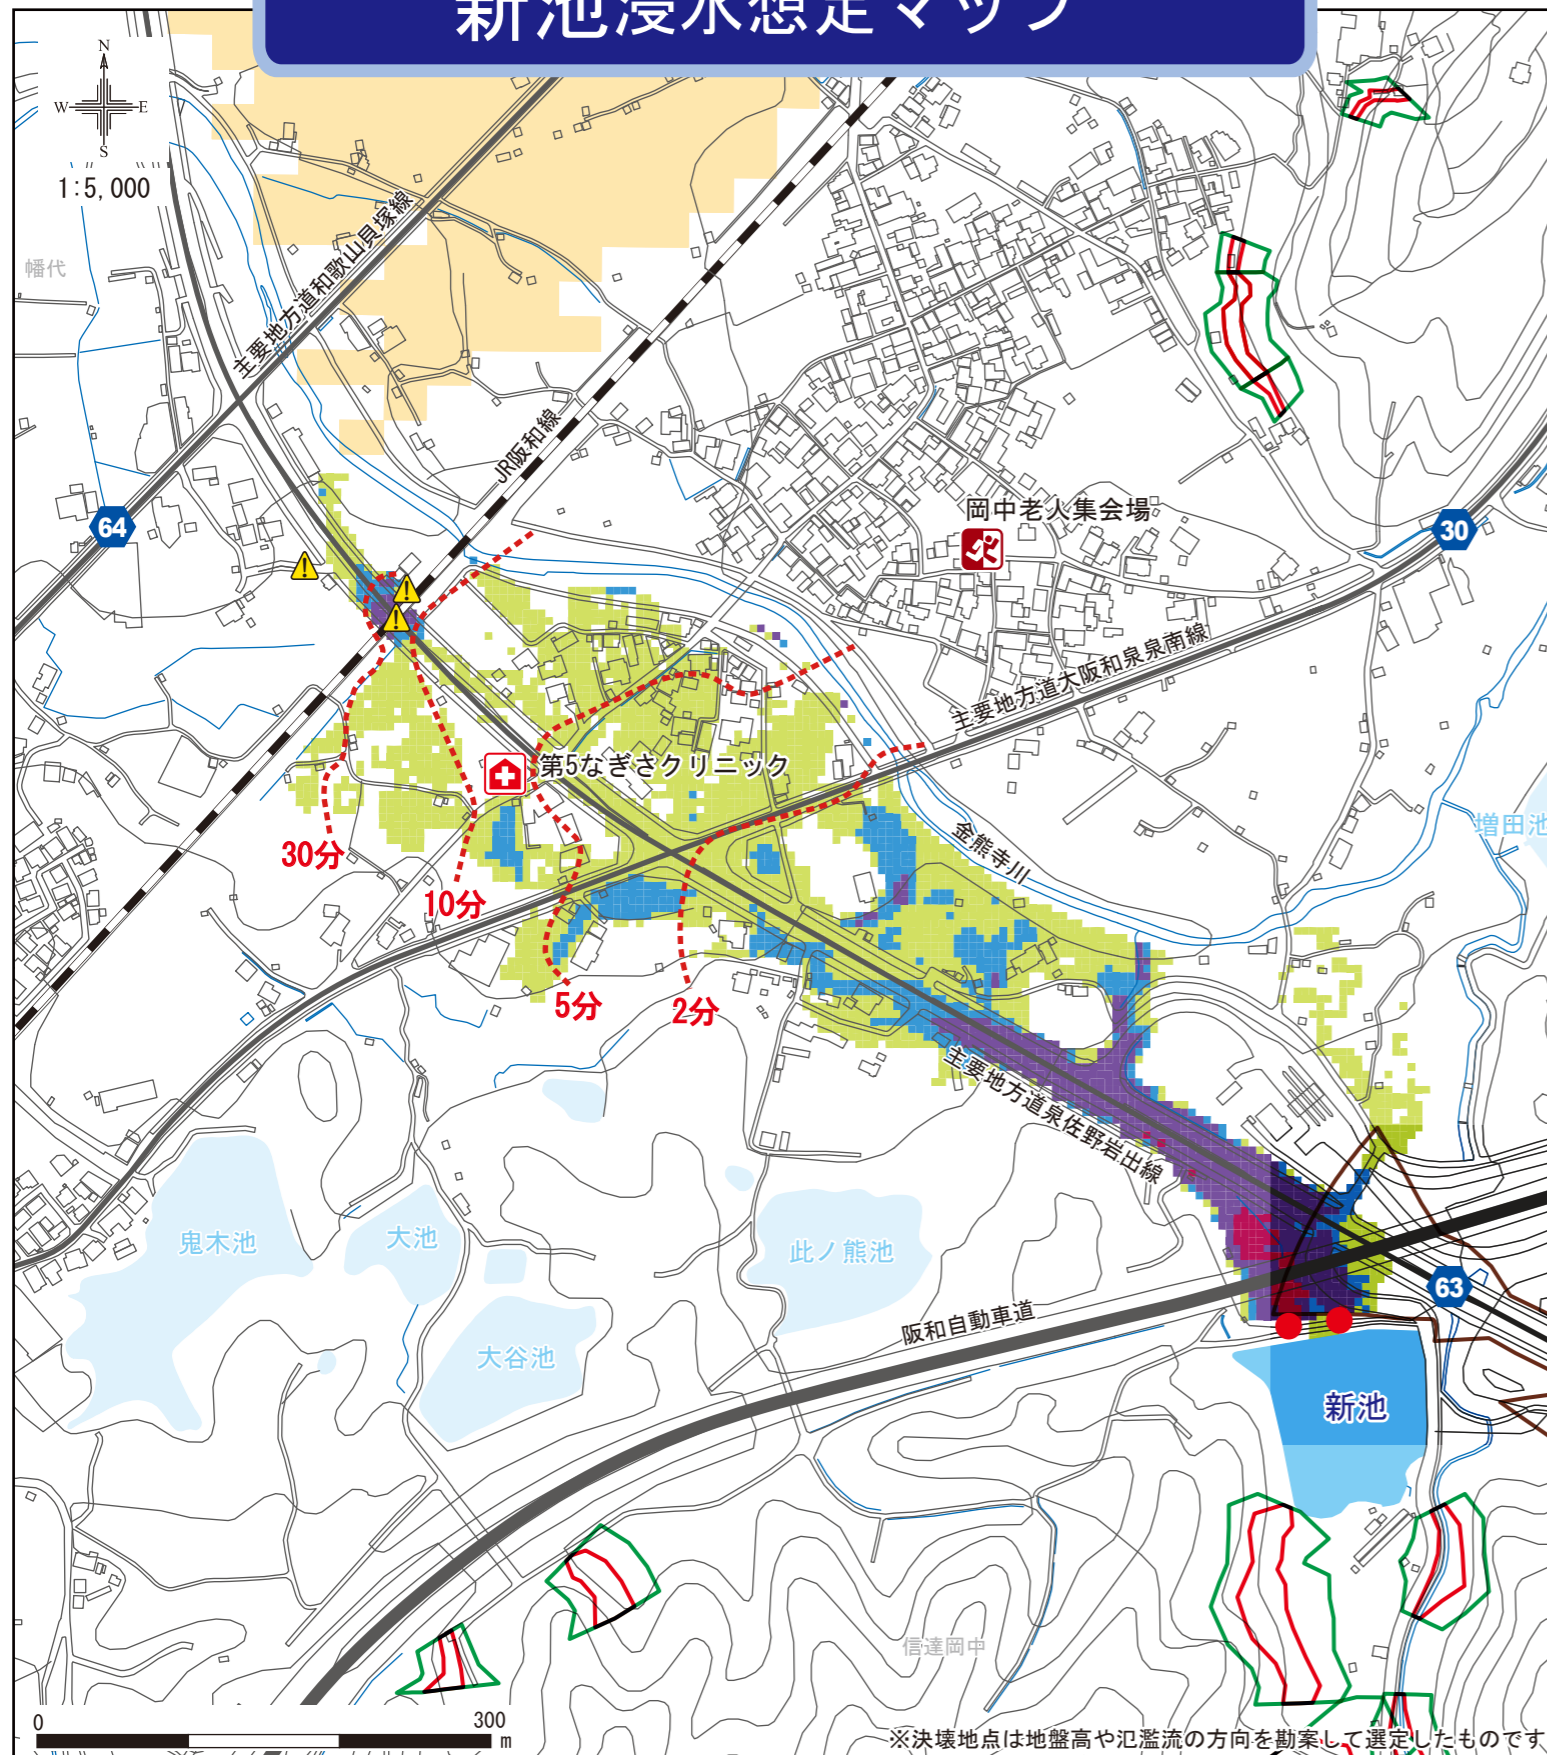 新池浸水想定マップ
N
W E
S
1:5,000
幡代
主要地方道和歌山貝塚線
JR阪和線
64
岡中老人集会場
30
主要地方道大阪和泉泉南線
第5なぎさクリニック
金熊寺川
増田池
30分
10分
5分
2分
主要地方道泉佐野岩出線
鬼木池
大池
此ノ熊池
大谷池
阪和自動車道
63
新池
信達岡中
0 300
m
※決壊地点は地盤高や氾濫流の方向を勘案して選定したものです